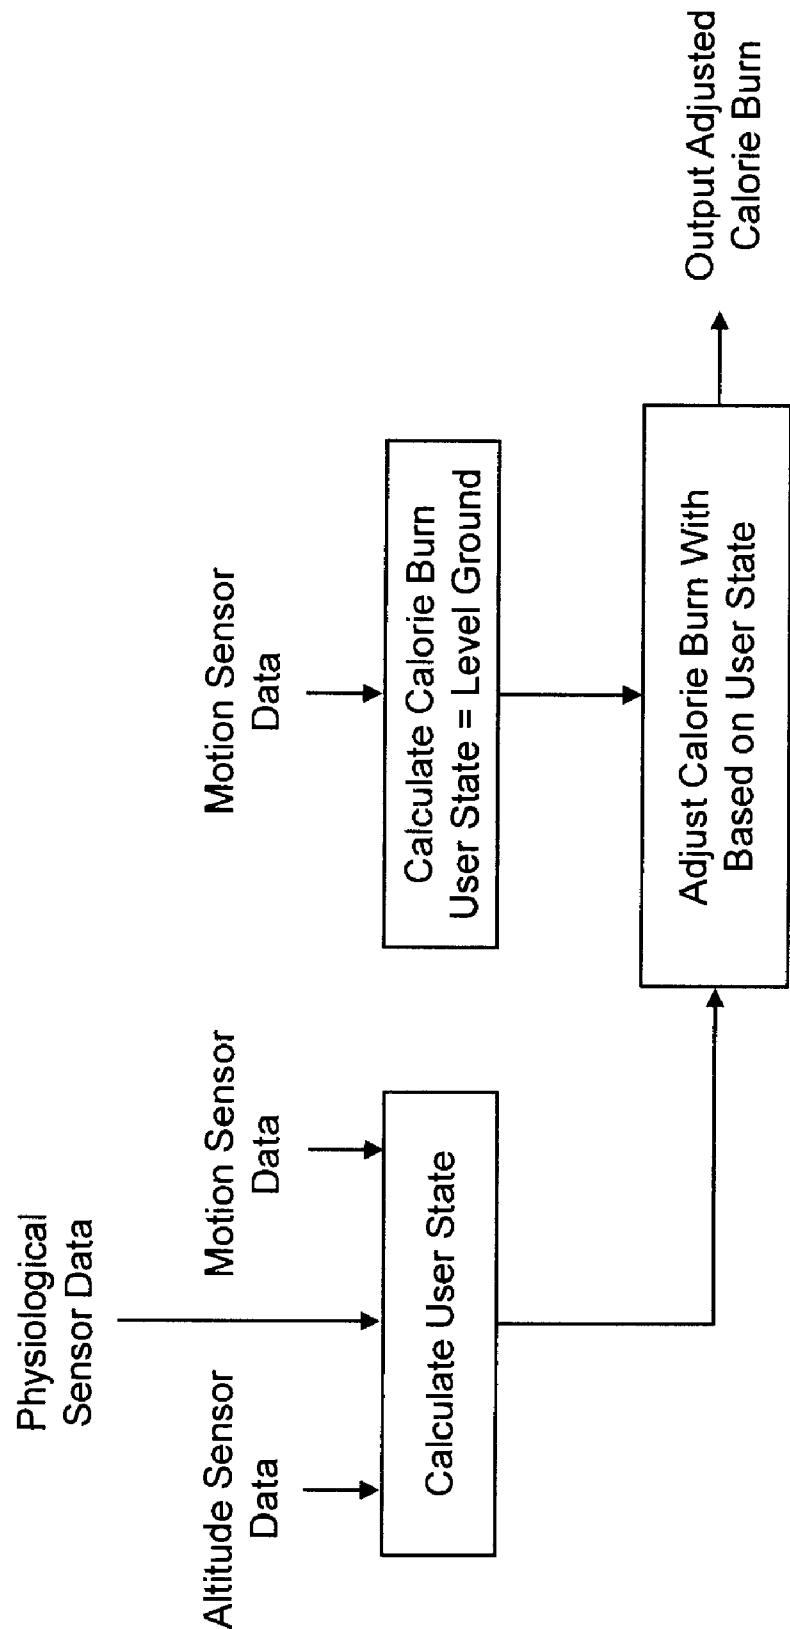 Physiological
Sensor Data
Altitude Sensor
Data
Motion Sensor
Data
Motion Sensor
Data
Calculate User State
Calculate Calorie Burn
User State = Level Ground
Adjust Calorie Burn With
Based on User State
Output Adjusted
Calorie Burn